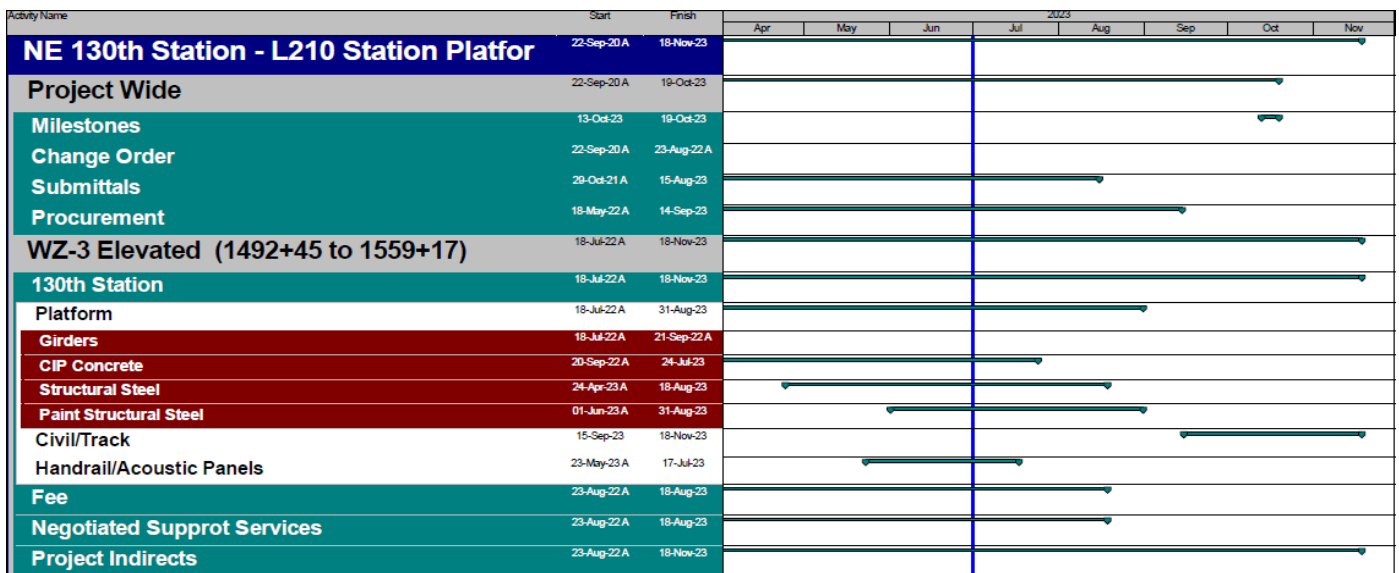 Activity Name Start Finish 2023
Apr May Jun Jul Aug Sep Oct Nov
NE 130th Station - L210 Station Platfor 22-Sep-20 A 18-Nov-23
Project Wide 22-Sep-20 A 19-Oct-23
Milestones 13-Oct-23 19-Oct-23
Change Order 22-Sep-20 A 23-Aug-22 A
Submittals 29-Oct-21 A 15-Aug-23
Procurement 18-May-22 A 14-Sep-23
WZ-3 Elevated (1492+45 to 1559+17) 18-Jul-22 A 18-Nov-23
130th Station 18-Jul-22 A 18-Nov-23
Platform 18-Jul-22 A 31-Aug-23
Girders 18-Jul-22 A 21-Sep-22 A
CIP Concrete 20-Sep-22 A 24-Jul-23
Structural Steel 24-Apr-23 A 18-Aug-23
Paint Structural Steel 01-Jun-23 A 31-Aug-23
Civil/Track 15-Sep-23 18-Nov-23
Handrail/Acoustic Panels 23-May-23 A 17-Jul-23
Fee 23-Aug-22 A 18-Aug-23
Negotiated Supprot Services 23-Aug-22 A 18-Aug-23
Project Indirects 23-Aug-22 A 18-Nov-23